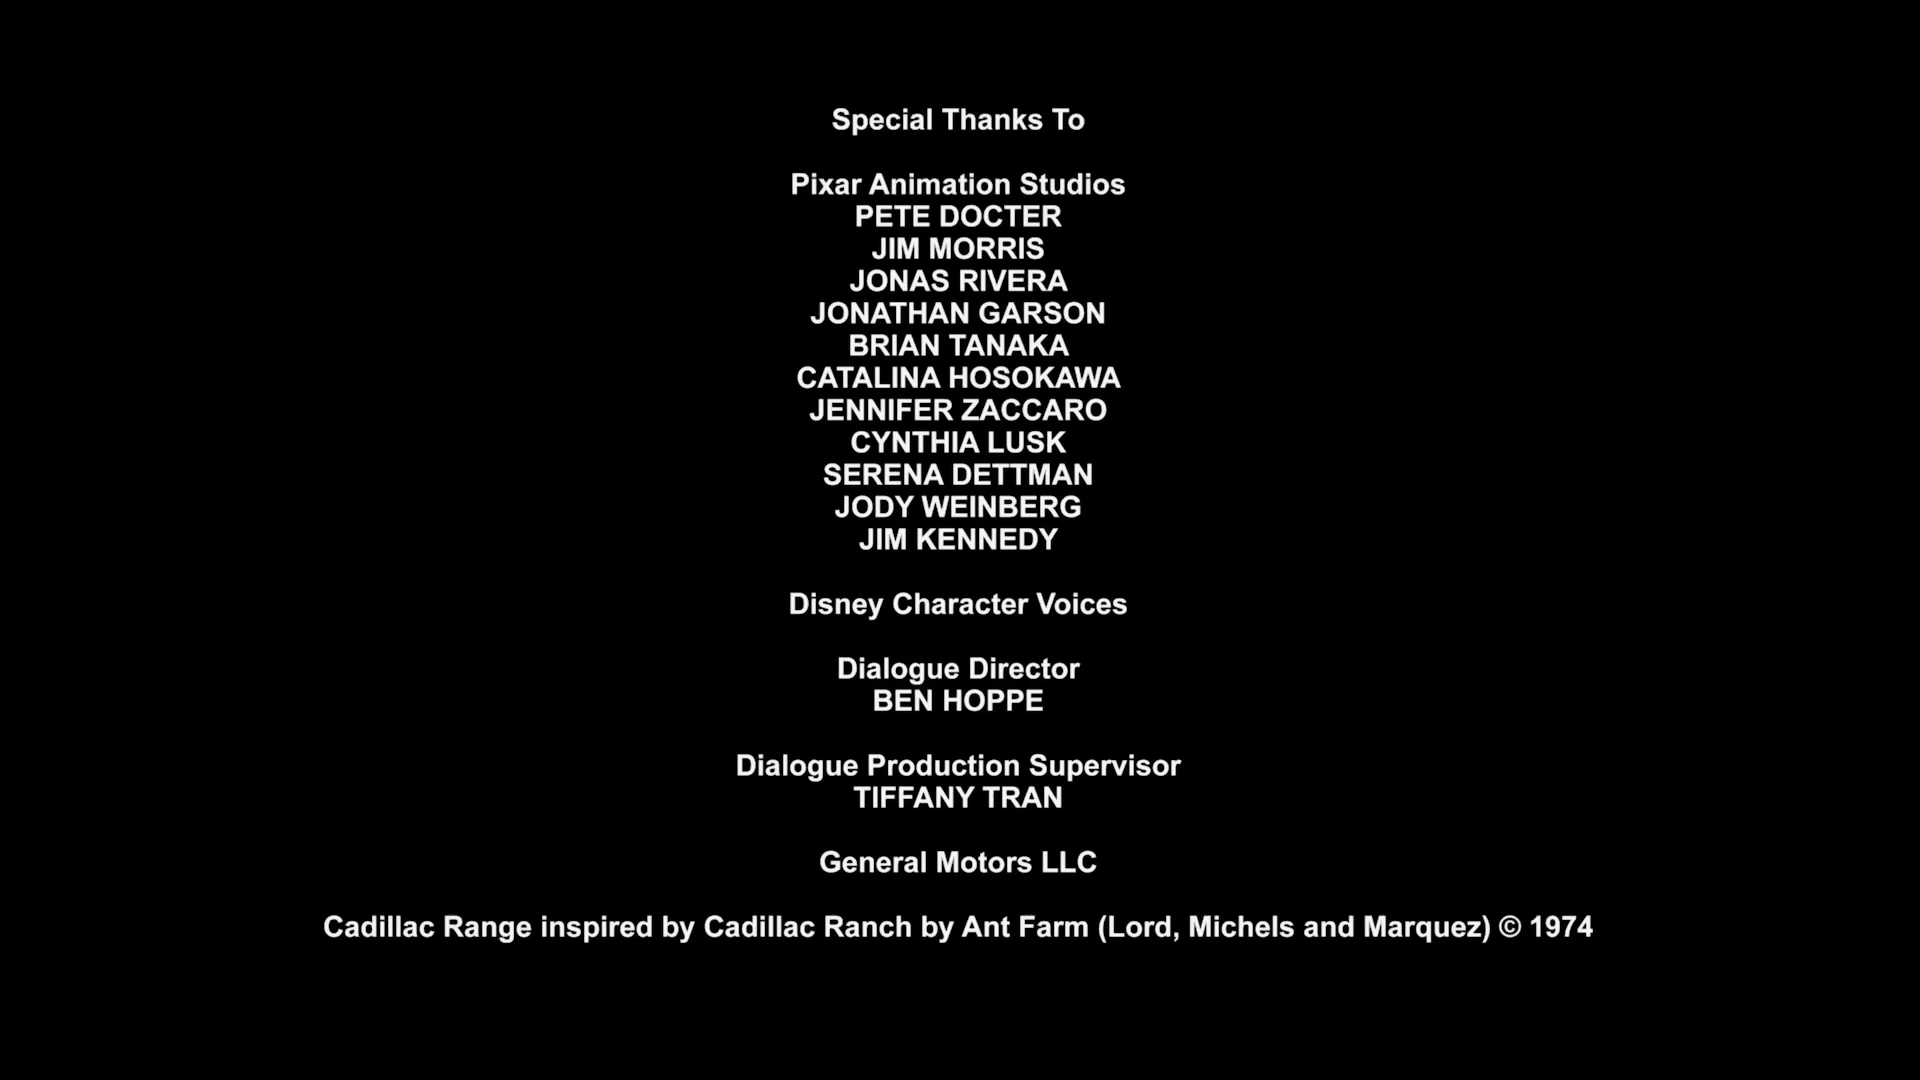 Special Thanks To
Pixar Animation Studios
PETE DOCTER
JIM MORRIS
JONAS RIVERA
JONATHAN GARSON
BRIAN TANAKA
CATALINA HOSOKAWA
JENNIFER ZACCARO
CYNTHIA LUSK
SERENA DETTMAN
JODY WEINBERG
JIM KENNEDY
Disney Character Voices
Dialogue Director
BEN HOPPE
Dialogue Production Supervisor
TIFFANY TRAN
General Motors LLC
Cadillac Range inspired by Cadillac Ranch by Ant Farm (Lord, Michels and Marquez) © 1974